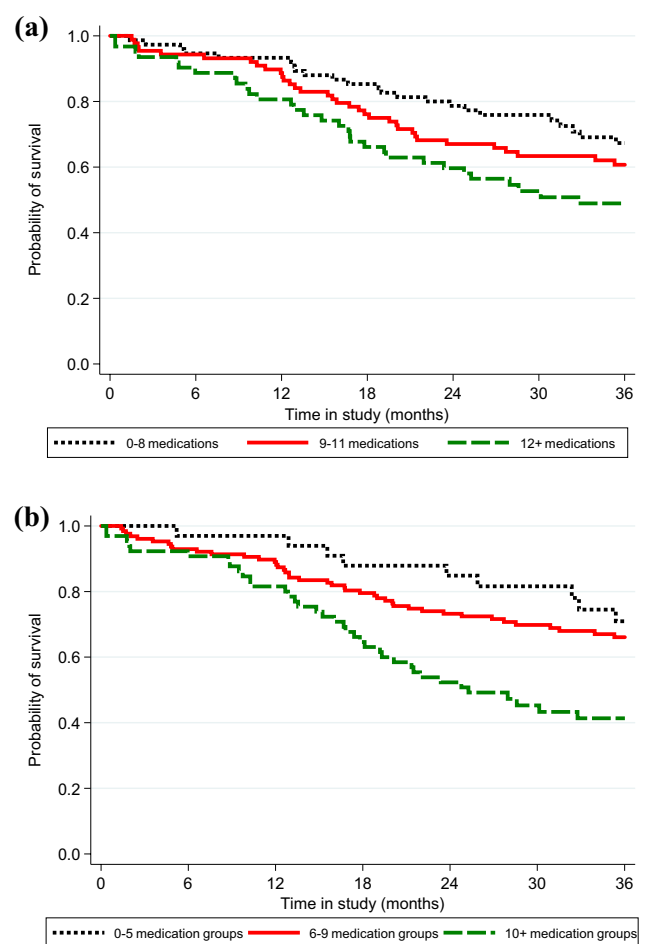 (a)
Probability of survival
1.0
0.8
0.6
0.4
0.2
0.0
0 6 12 18 24 30 36
Time in study (months)
0-8 medications 9-11 medications 12+ medications
(b)
Probability of survival
1.0
0.8
0.6
0.4
0.2
0.0
0 6 12 18 24 30 36
Time in study (months)
0-5 medication groups 6-9 medication groups 10+ medication groups